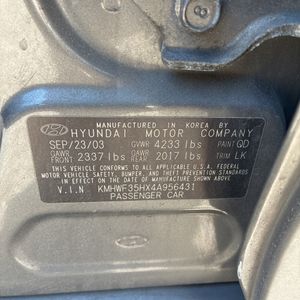 MANUFACTURED IN KOREA BY
HYUNDAI MOTOR COMPANY
SEP/23/03 GVWR 4233 lbs PAINT QD
GAWR FRONT 2337 lbs GAWR REAR 2017 lbs TRIM LK
THIS VEHICLE CONFORMS TO ALL APPLICABLE U.S.A. FEDERAL
MOTOR VEHICLE SAFETY, BUMPER, AND THEFT PREVENTION
STANDARDS IN EFFECT ON THE DATE OF MANUFACTURE SHOWN ABOVE.
V.I.N. KMHWF35HX4A956431
PASSENGER CAR